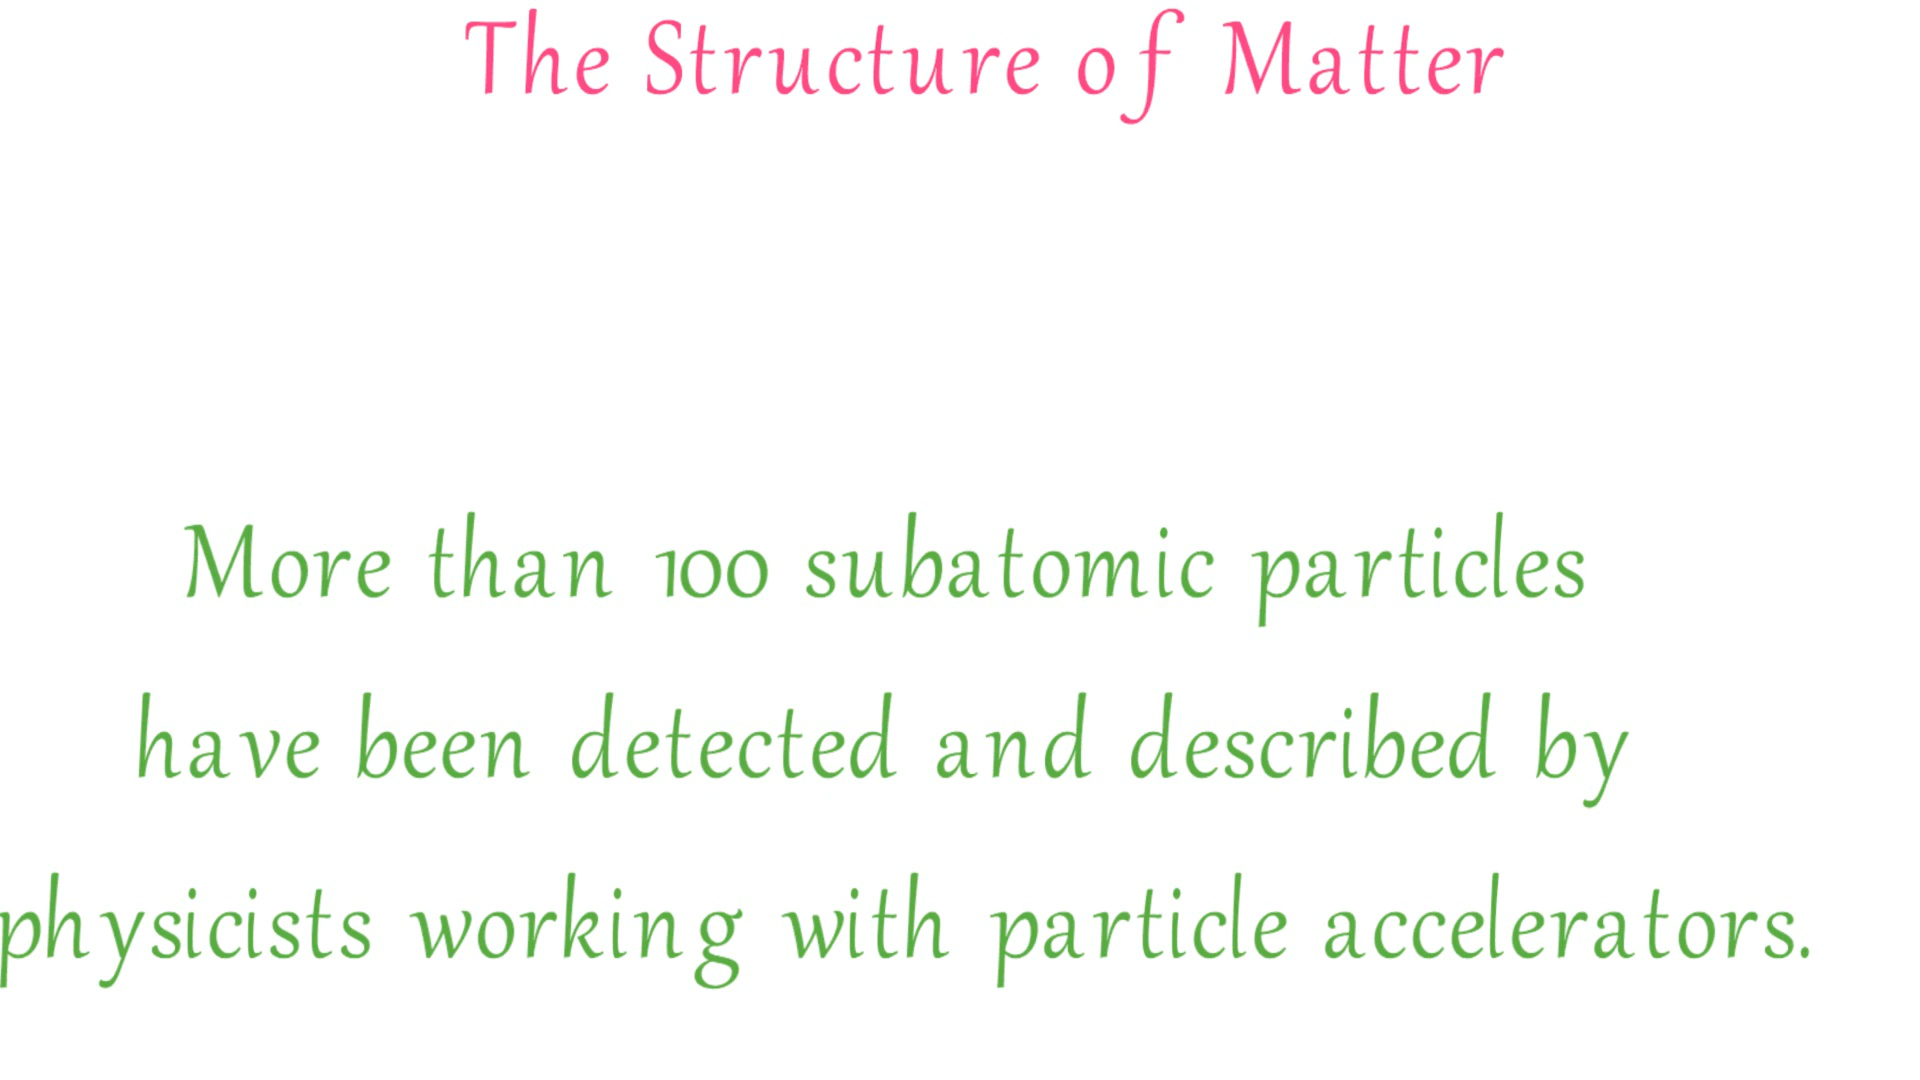 The Structure of Matter
More than 100 subatomic particles
have been detected and described by
physicists working with particle accelerators.